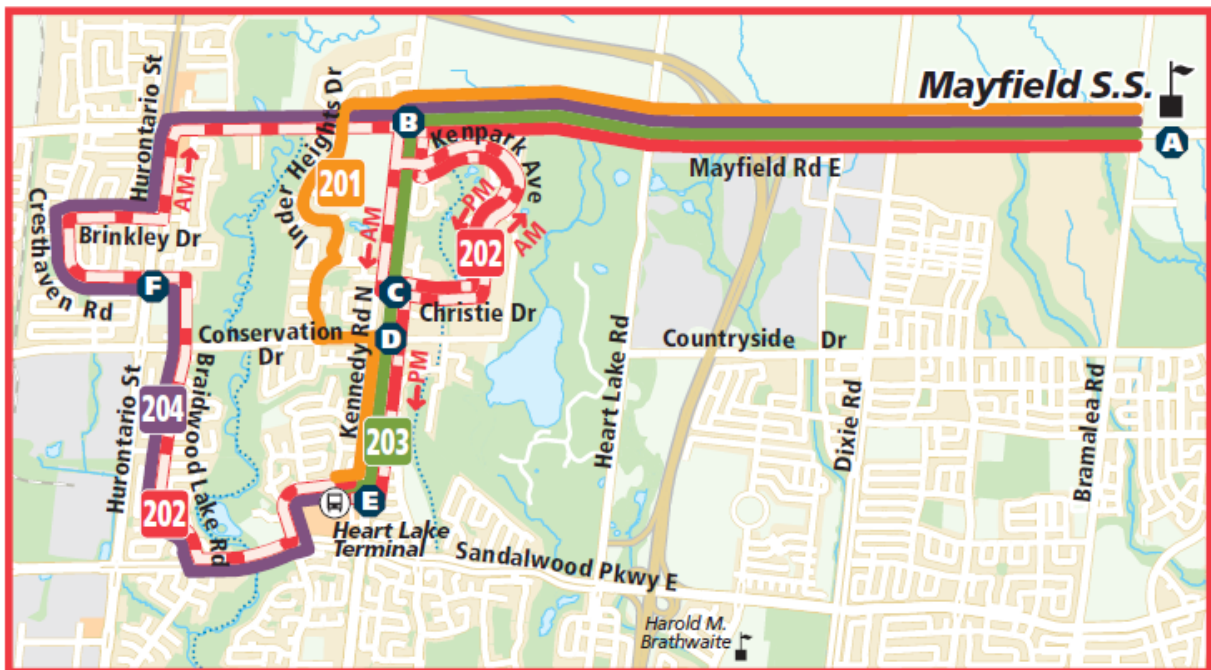 Mayfield S.S.
A
Mayfield Rd E
B
Kenpark Ave
Inder Heights Dr
Hurontario St
201
AM
PM
AM
AM
202
Brinkley Dr
Cresthaven Rd
F
C
Christie Dr
Kennedy Rd N
Conservation
Dr
D
PM
Heart Lake Rd
Countryside Dr
Dixie Rd
Bramalea Rd
Hurontario St
204
Braidwood Lake Rd
203
202
E
Heart Lake
Terminal
Sandalwood Pkwy E
Harold M.
Brathwaite